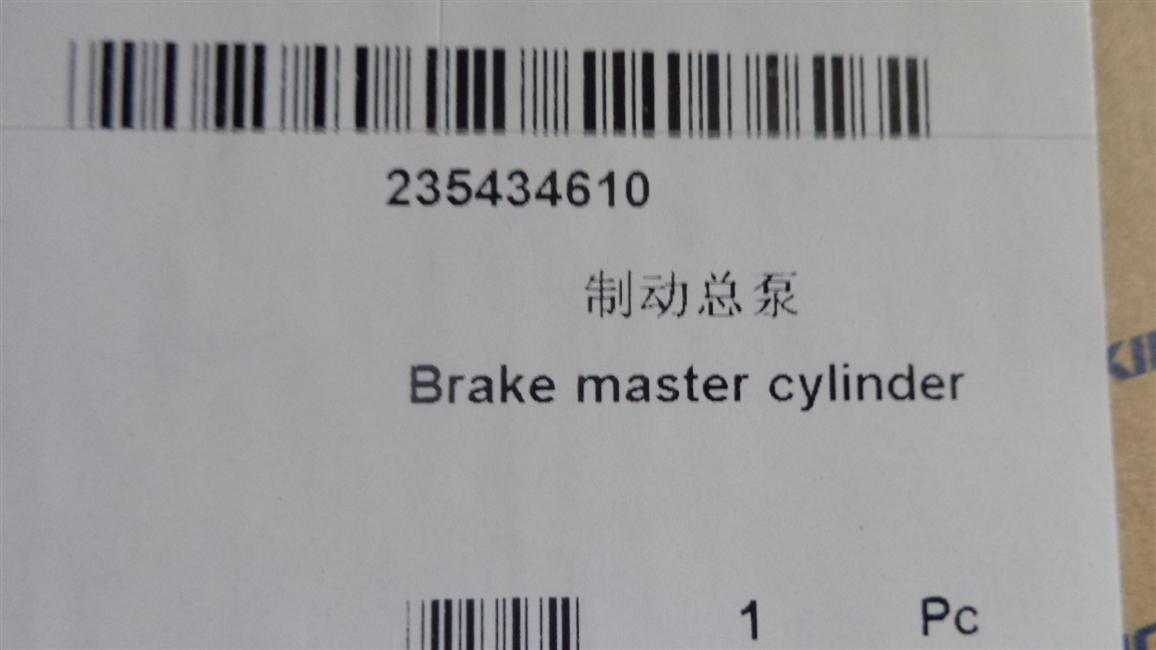 235434610
制动总泵
Brake master cylinder
1 Pc